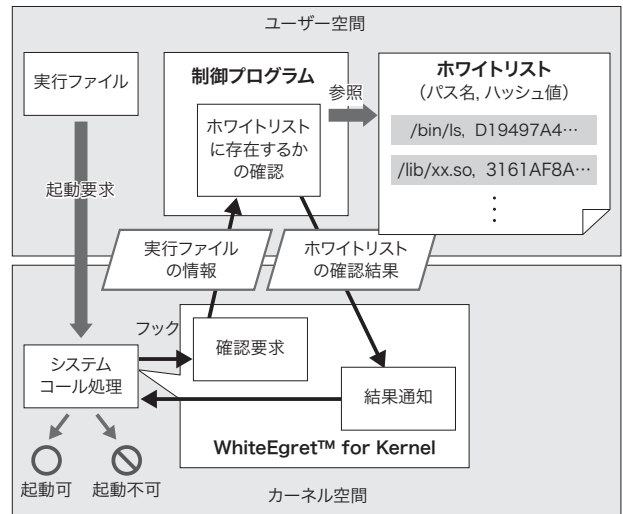 ユーザー空間
実行ファイル
制御プログラム
参照
ホワイトリスト
(パス名, ハッシュ値)
/bin/ls, D19497A4…
/lib/xx.so, 3161AF8A…
⋮
ホワイトリスト
に存在するか
の確認
起動要求
実行ファイル
の情報
ホワイトリスト
の確認結果
フック
確認要求
システム
コール処理
結果通知
起動可
起動不可
WhiteEgret™ for Kernel
カーネル空間